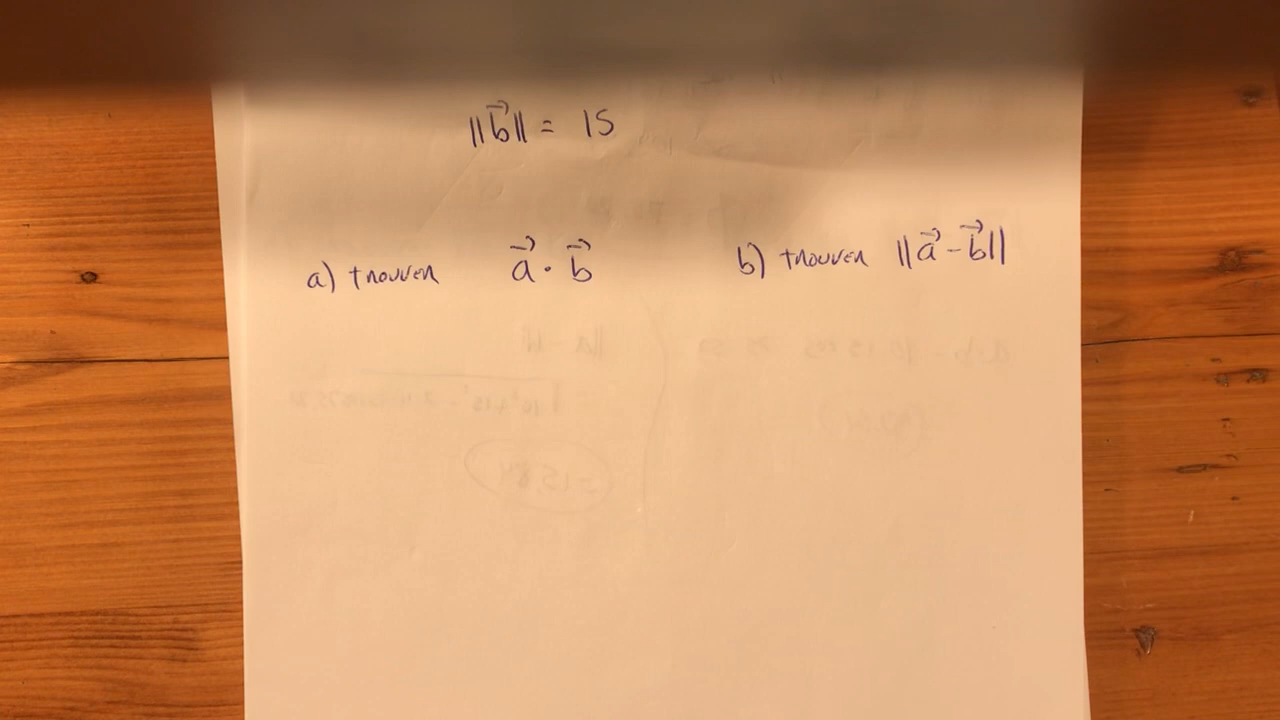 ||b⃗|| = 15
a) trouver a⃗ · b⃗
b) trouver ||a⃗ - b⃗||